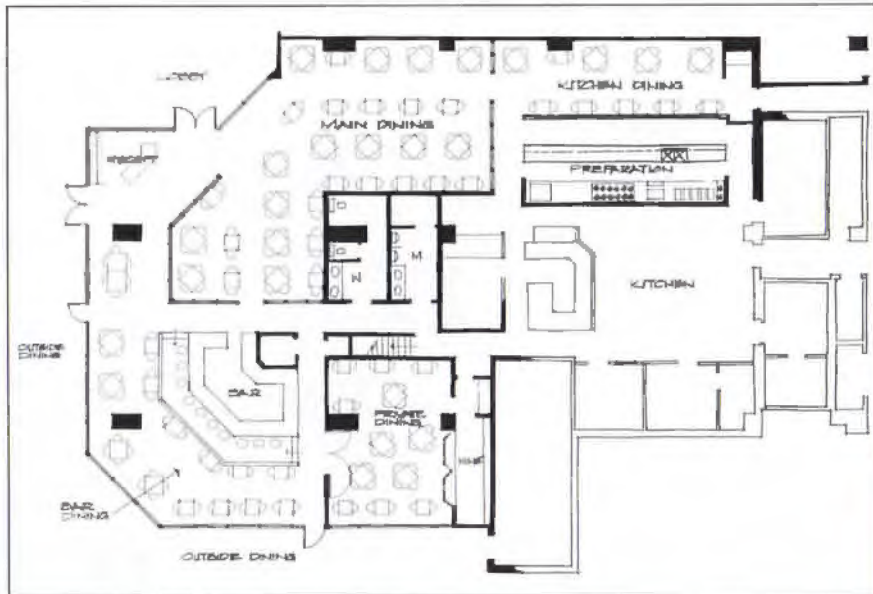 LOBBY
KITCHEN DINING
MAIN DINING
RECEPT
PREPARATION
M
W
KITCHEN
OUTSIDE
DINING
BAR
PRIVATE
DINING
BAR
DINING
OUTSIDE DINING